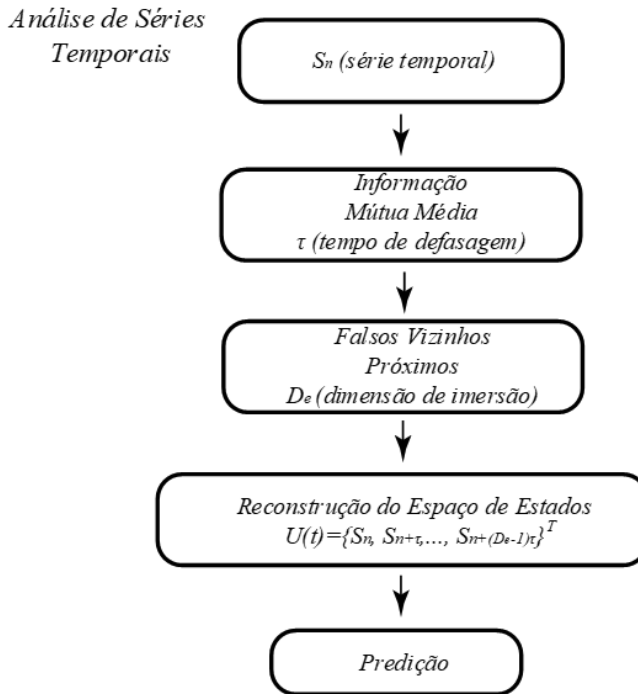 Análise de Séries
Temporais
Sn (série temporal)
Informação
Mútua Média
τ (tempo de defasagem)
Falsos Vizinhos
Próximos
De (dimensão de imersão)
Reconstrução do Espaço de Estados
U(t)={Sn, Sn+τ,..., Sn+(De-1)τ}T
Predição